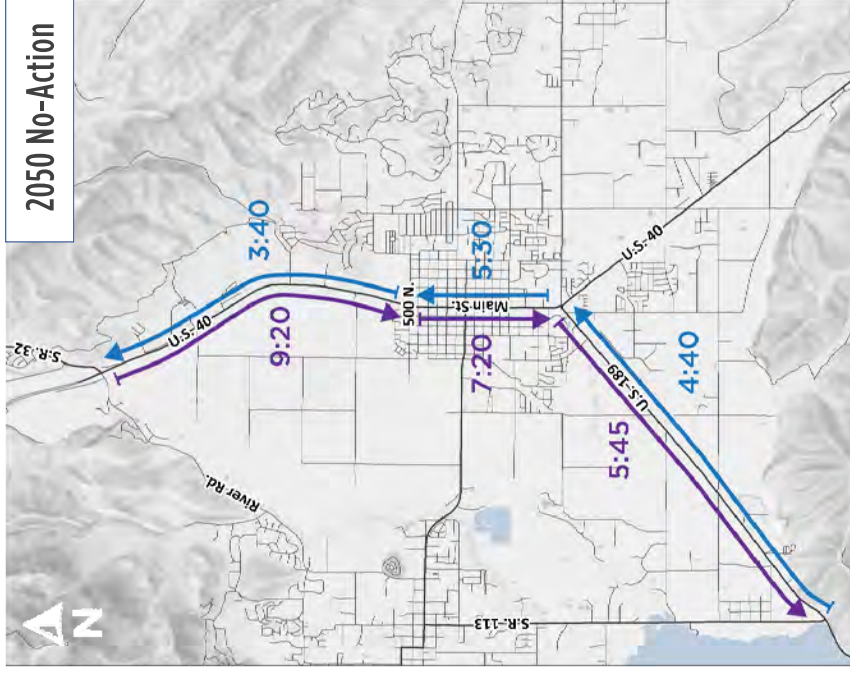 2050 No-Action
S.R. 32
U.S. 40
3:40
9:20
River Rd.
500 N.
Main St.
5:30
7:20
U.S. 40
U.S. 189
4:40
5:45
S.R. 113
N